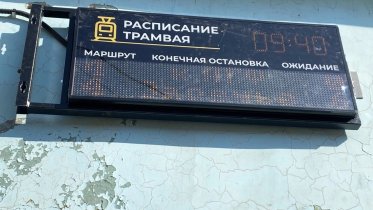 РАСПИСАНИЕ
ТРАМВАЯ
09:40
МАРШРУТ КОНЕЧНАЯ ОСТАНОВКА ОЖИДАНИЕ